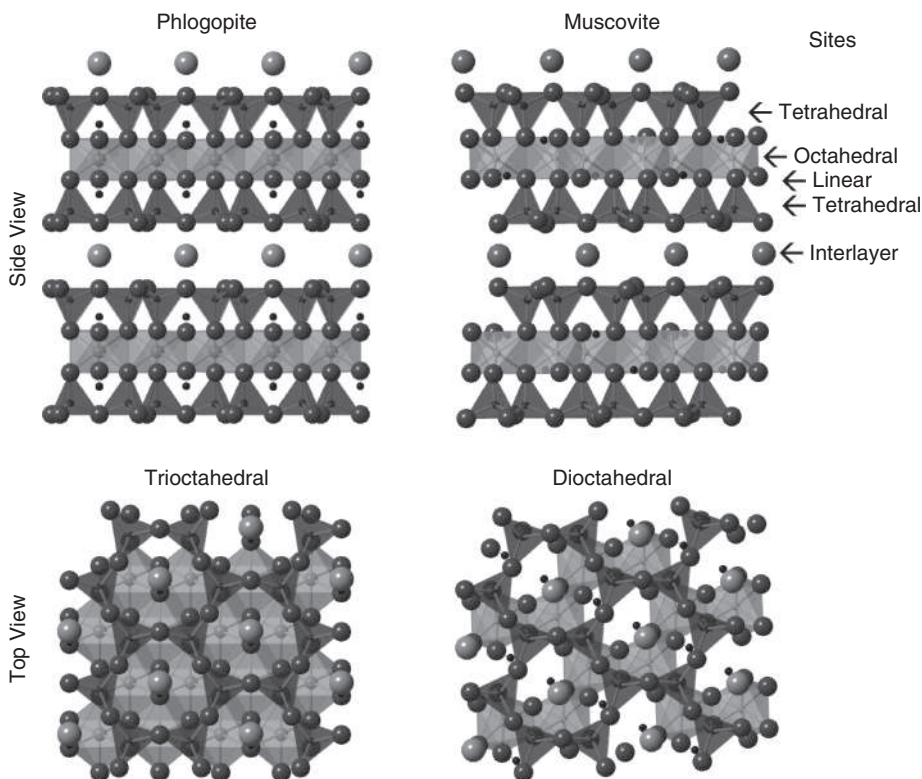 Phlogopite
Muscovite
Sites
Tetrahedral
Octahedral
Linear
Tetrahedral
Interlayer
Side View
Trioctahedral
Dioctahedral
Top View